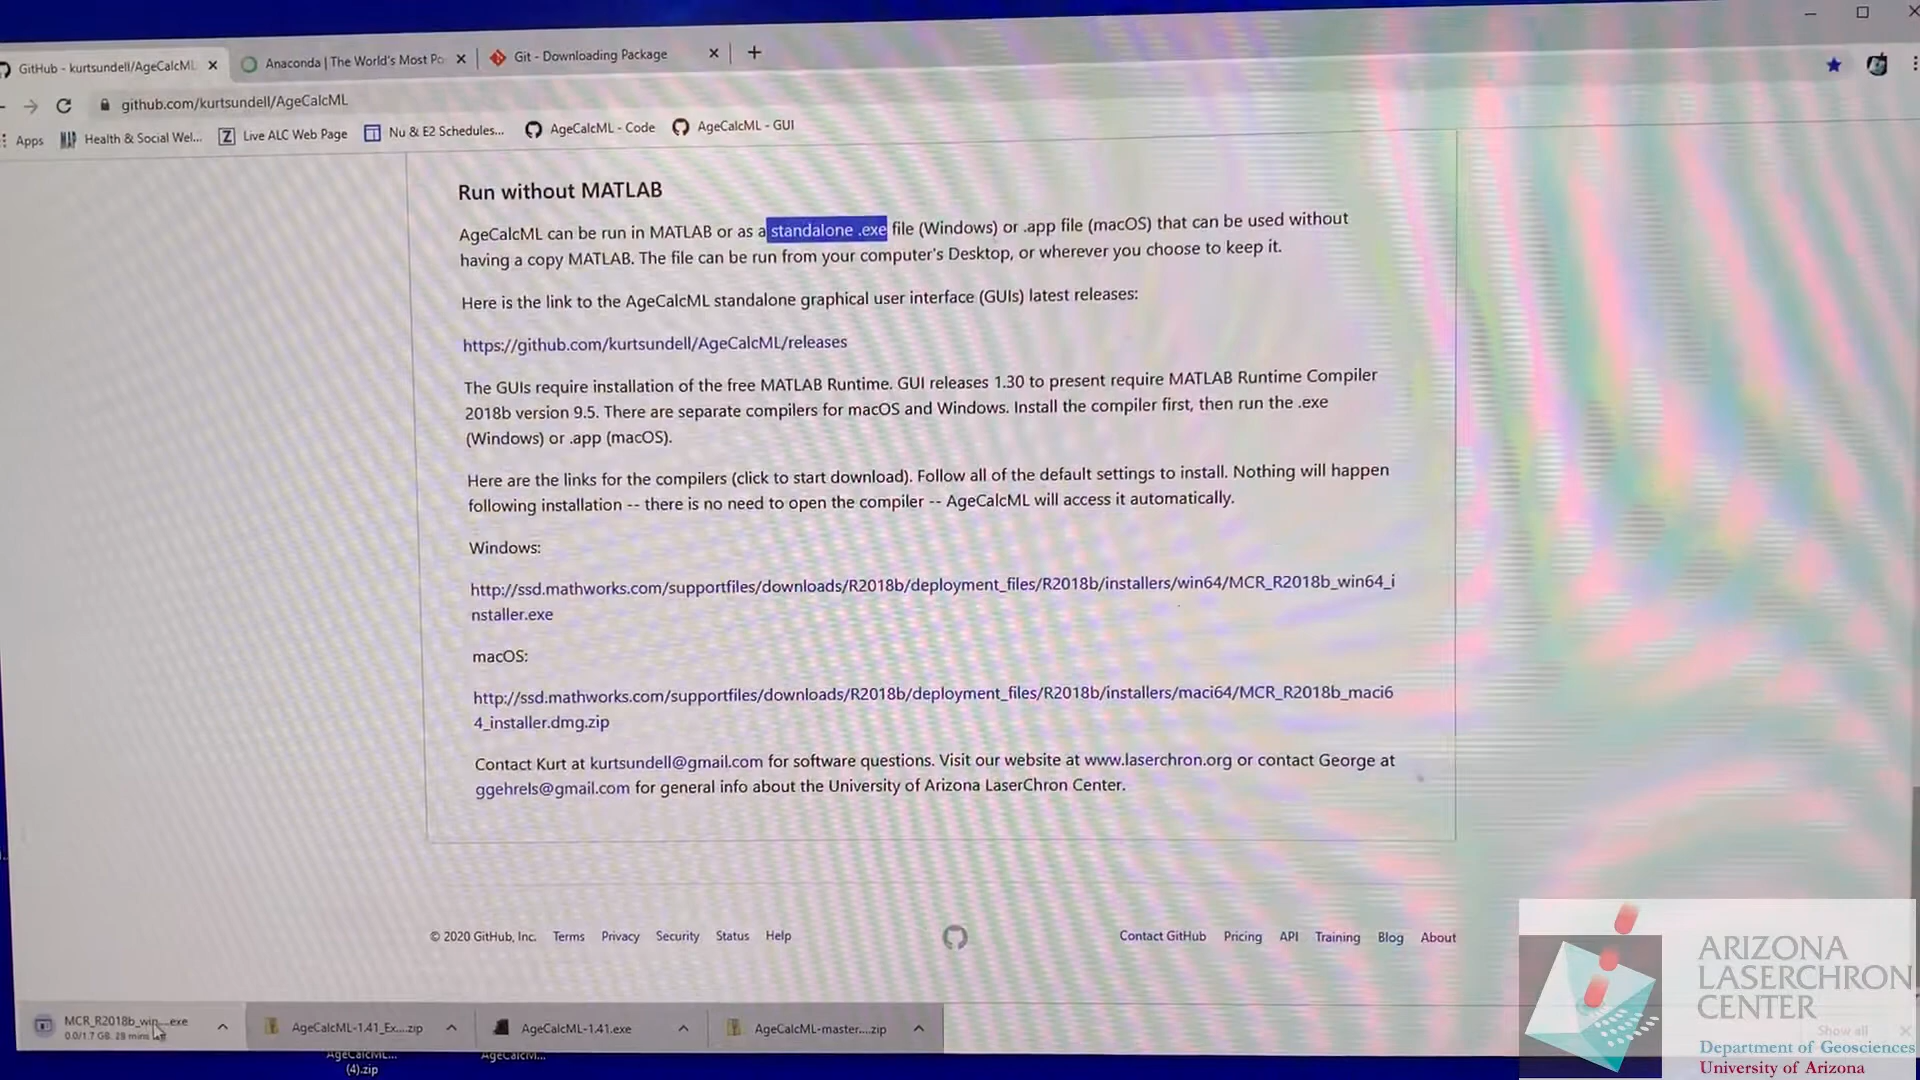 GitHub - kurtsundell/AgeCalcML
Anaconda | The World's Most Po
Git - Downloading Package
github.com/kurtsundell/AgeCalcML
Apps
Health & Social Wel...
Live ALC Web Page
Nu & E2 Schedules...
AgeCalcML - Code
AgeCalcML - GUI
Run without MATLAB
AgeCalcML can be run in MATLAB or as a standalone .exe file (Windows) or .app file (macOS) that can be used without
having a copy MATLAB. The file can be run from your computer's Desktop, or wherever you choose to keep it.
Here is the link to the AgeCalcML standalone graphical user interface (GUIs) latest releases:
https://github.com/kurtsundell/AgeCalcML/releases
The GUIs require installation of the free MATLAB Runtime. GUI releases 1.30 to present require MATLAB Runtime Compiler
2018b version 9.5. There are separate compilers for macOS and Windows. Install the compiler first, then run the .exe
(Windows) or .app (macOS).
Here are the links for the compilers (click to start download). Follow all of the default settings to install. Nothing will happen
following installation -- there is no need to open the compiler -- AgeCalcML will access it automatically.
Windows:
http://ssd.mathworks.com/supportfiles/downloads/R2018b/deployment_files/R2018b/installers/win64/MCR_R2018b_win64_i
nstaller.exe
macOS:
http://ssd.mathworks.com/supportfiles/downloads/R2018b/deployment_files/R2018b/installers/maci64/MCR_R2018b_maci6
4_installer.dmg.zip
Contact Kurt at kurtsundell@gmail.com for software questions. Visit our website at www.laserchron.org or contact George at
ggehrels@gmail.com for general info about the University of Arizona LaserChron Center.
© 2020 GitHub, Inc.
Terms
Privacy
Security
Status
Help
Contact GitHub
Pricing
API
Training
Blog
About
MCR_R2018b_win....exe
0.0/1.7 GB, 28 mins left
AgeCalcML-1.41_Ex....zip
AgeCalcML-1.41.exe
AgeCalcML-master....zip
Show all
AgeCalcML...
(4).zip
AgeCalcM...
ARIZONA
LASERCHRON
CENTER
Department of Geosciences
University of Arizona